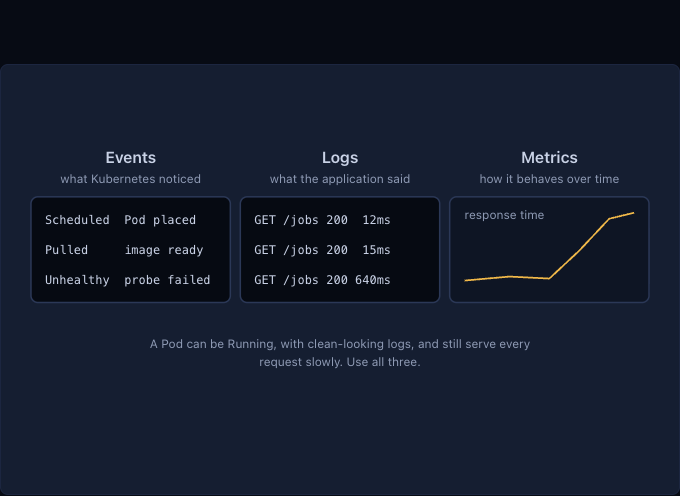 Events
what Kubernetes noticed
Scheduled  Pod placed
Pulled     image ready
Unhealthy  probe failed
Logs
what the application said
GET /jobs 200  12ms
GET /jobs 200  15ms
GET /jobs 200 640ms
Metrics
how it behaves over time
response time
A Pod can be Running, with clean-looking logs, and still serve every
request slowly. Use all three.